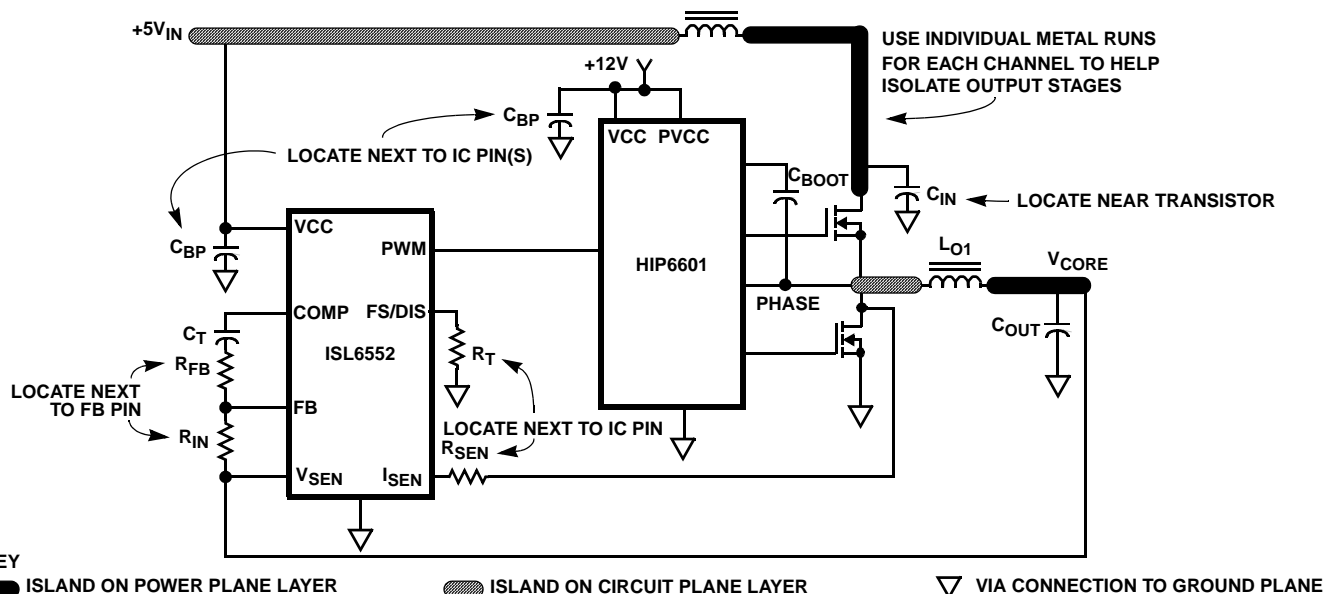 +5VIN
USE INDIVIDUAL METAL RUNS
FOR EACH CHANNEL TO HELP
ISOLATE OUTPUT STAGES
+12V
CBP
VCC PVCC
LOCATE NEXT TO IC PIN(S)
CBOOT
CIN
LOCATE NEAR TRANSISTOR
VCC
CBP
PWM
HIP6601
LO1
VCORE
COMP
FS/DIS
PHASE
CT
ISL6552
RT
COUT
RFB
LOCATE NEXT
TO FB PIN
FB
RIN
LOCATE NEXT TO IC PIN
RSEN
VSEN
ISEN
EY
ISLAND ON POWER PLANE LAYER
ISLAND ON CIRCUIT PLANE LAYER
VIA CONNECTION TO GROUND PLANE